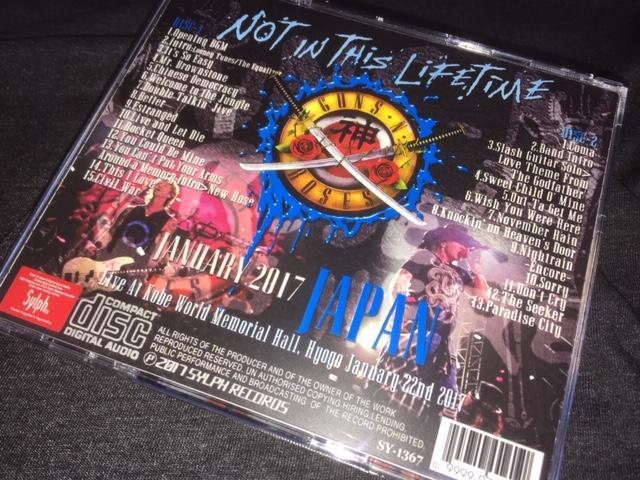 NOT IN THIS LIFETIME
DISC-1
1.Opening BGM
2.Intro:Looney Tunes/The Equalizer
3.It's So Easy
4.Mr. Brownstone
5.Chinese Democracy
6.Welcome To The Jungle
7.Double Talkin' Jive
8.Better
9.Estranged
10.Live and Let Die
11.Rocket Queen
12.You Could Be Mine
13.You Can't Put Your Arms
Around a Memory-intro>New Rose
14.This I Love
15.Civil War
GUNS N'
神
ROSES
DISC-2
1.Coma
2.Band Intro
3.Slash Guitar Solo>
Love Theme From
The Godfather
4.Sweet Child O' Mine
5.Out Ta Get Me
6.Wish You Were Here
7.November Rain
8.Knockin' on Heaven's Door
9.Nightrain
Encore
10.Sorry
11.Don't Cry
12.The Seeker
13.Paradise City
JANUARY 2017
JAPAN
Live At Kobe World Memorial Hall, Hyogo January 22nd 2017
Sylph
COMPACT
disc
DIGITAL AUDIO
ALL RIGHTS OF THE PRODUCER AND OF THE OWNER OF THE WORK
REPRODUCED RESERVED. UN AUTHORISED COPYING.HIRING.LENDING.
PUBLIC PERFORMANCE AND BROADCASTING OF THE RECORD PROHIBITED.
℗ 2017 SYLPH RECORDS
SY-1367